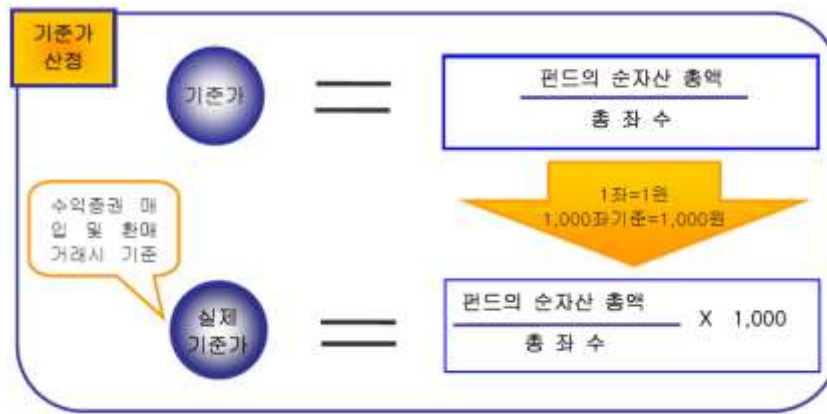 기준가
산정
기준가
펀드의 순자산 총액
총 좌 수
1좌=1원
1,000좌기준=1,000원
수익증권 매
입 및 환매
거래시 기준
실제
기준가
펀드의 순자산 총액
총 좌 수
X 1,000